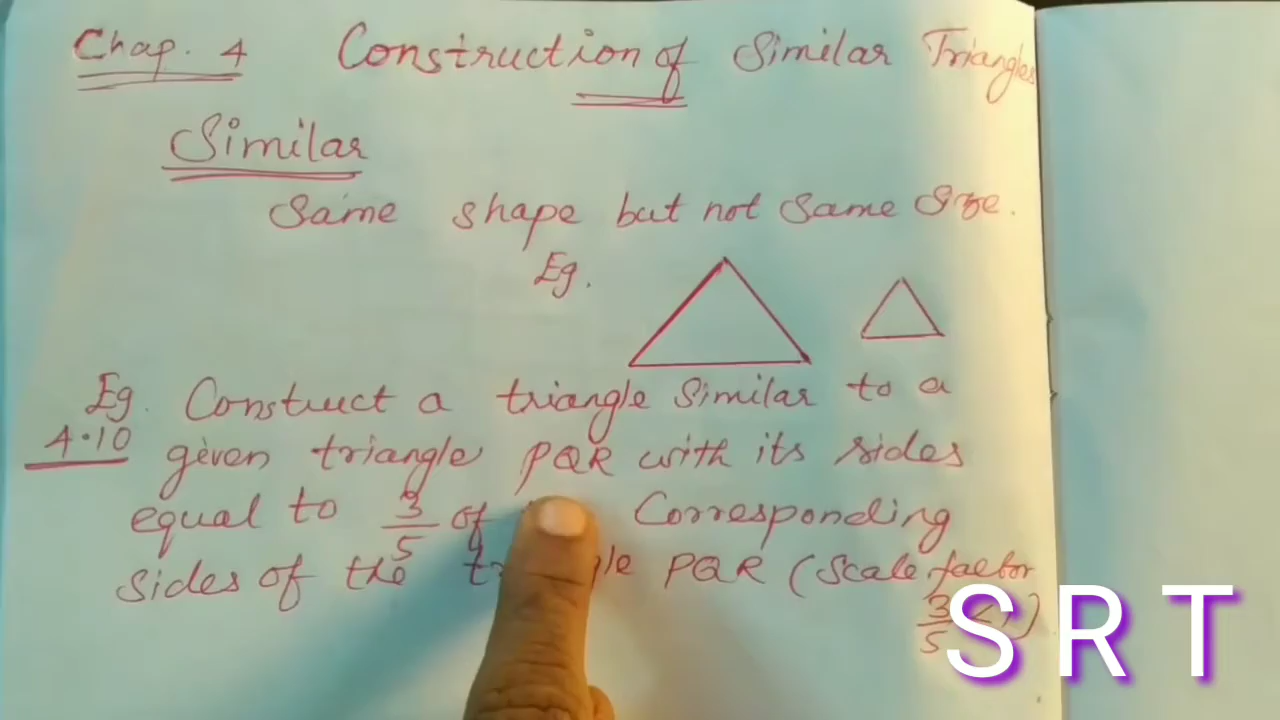 Chap. 4 Construction of Similar Triangles
Similar
Same shape but not same size.
Eg.
Eg. Construct a triangle similar to a
4.10 given triangle PQR with its sides
equal to 3/5 of Corresponding
sides of the PQR (Scale factor
3/5 <
S R T